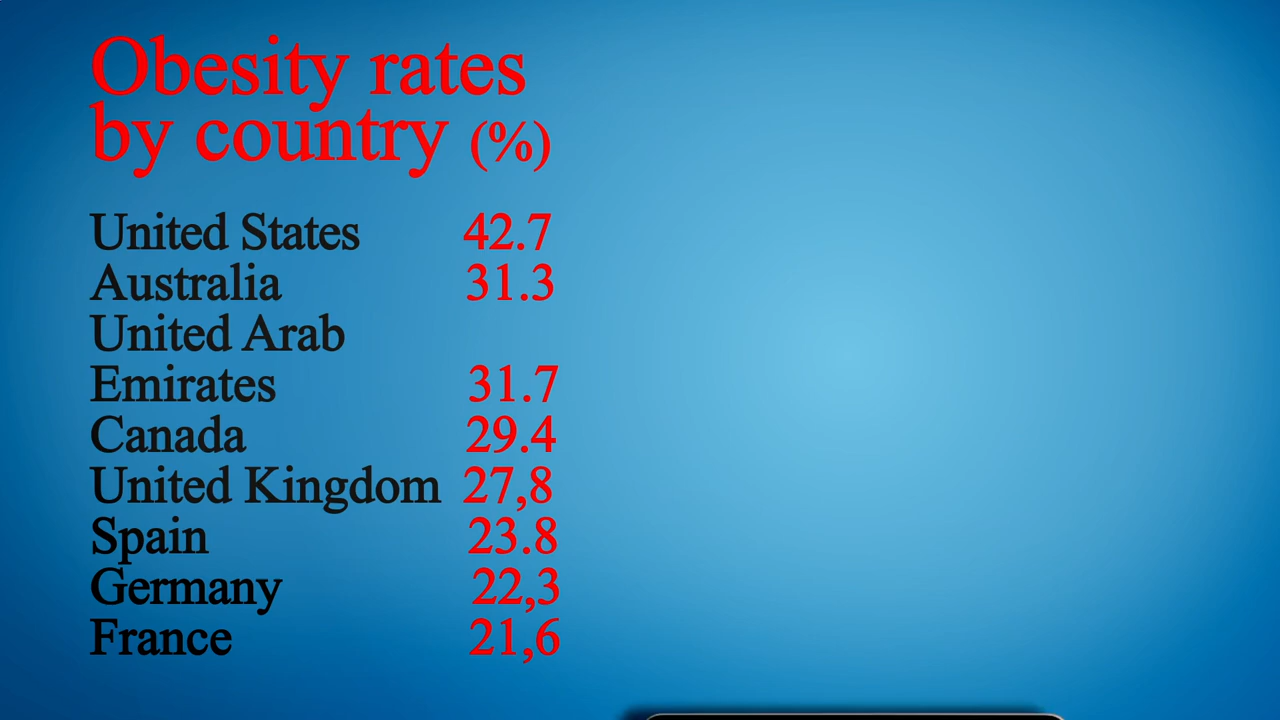 Obesity rates
by country (%)
United States 42.7
Australia 31.3
United Arab
Emirates 31.7
Canada 29.4
United Kingdom 27,8
Spain 23.8
Germany 22,3
France 21,6